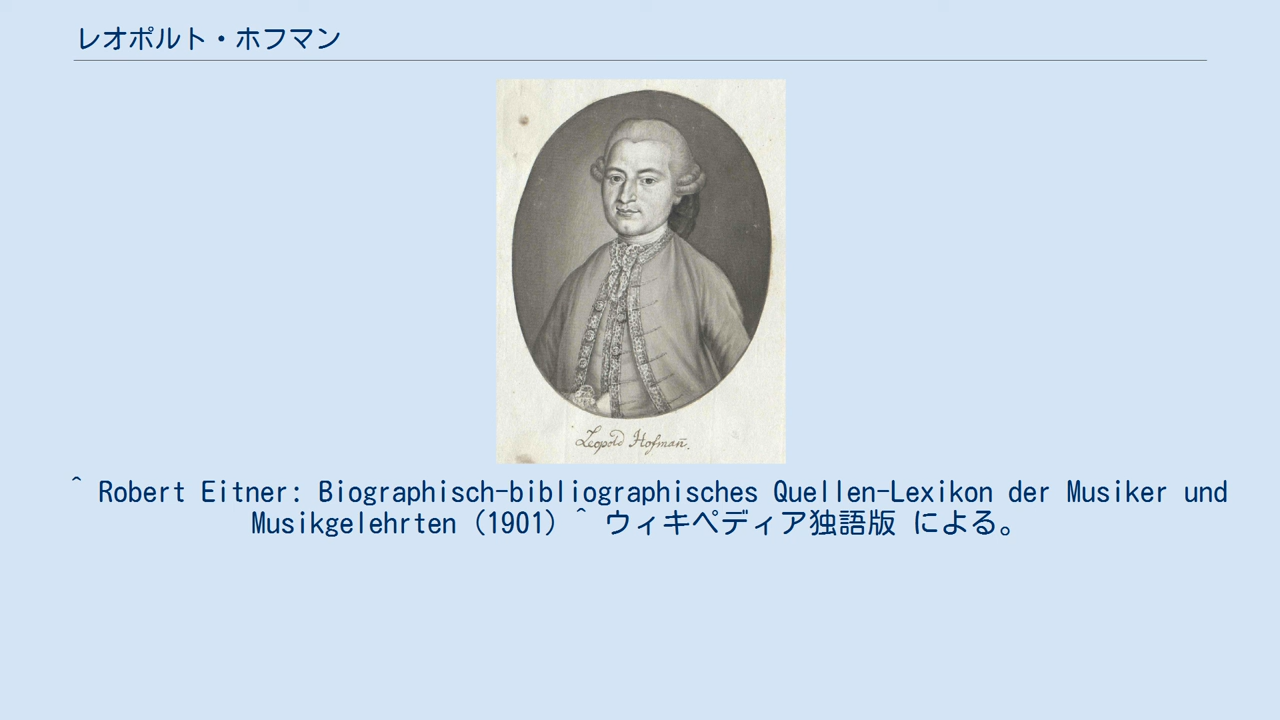 レオポルト・ホフマン
Leopold Hofman̄.
^ Robert Eitner: Biographisch-bibliographisches Quellen-Lexikon der Musiker und
Musikgelehrten (1901) ^ ウィキペディア独語版 による。